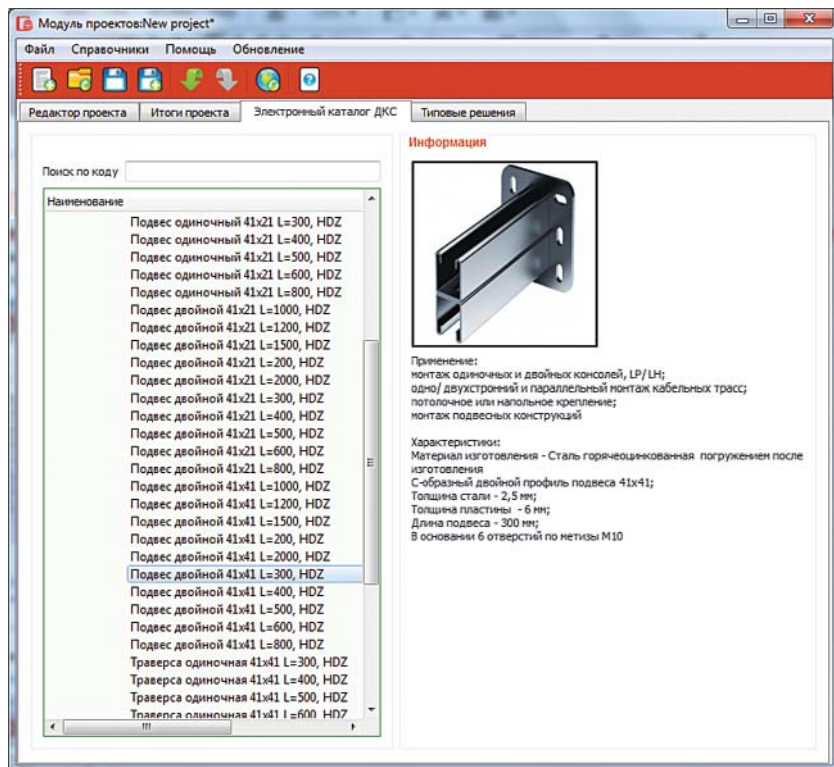 Модуль проектов:New project*
Файл Справочники Помощь Обновление
Редактор проекта Итоги проекта Электронный каталог ДКС Типовые решения
Поиск по коду
Наименование
Подвес одиночный 41x21 L=300, HDZ
Подвес одиночный 41x21 L=400, HDZ
Подвес одиночный 41x21 L=500, HDZ
Подвес одиночный 41x21 L=600, HDZ
Подвес одиночный 41x21 L=800, HDZ
Подвес двойной 41x21 L=1000, HDZ
Подвес двойной 41x21 L=1200, HDZ
Подвес двойной 41x21 L=1500, HDZ
Подвес двойной 41x21 L=200, HDZ
Подвес двойной 41x21 L=2000, HDZ
Подвес двойной 41x21 L=300, HDZ
Подвес двойной 41x21 L=400, HDZ
Подвес двойной 41x21 L=500, HDZ
Подвес двойной 41x21 L=600, HDZ
Подвес двойной 41x21 L=800, HDZ
Подвес двойной 41x41 L=1000, HDZ
Подвес двойной 41x41 L=1200, HDZ
Подвес двойной 41x41 L=1500, HDZ
Подвес двойной 41x41 L=200, HDZ
Подвес двойной 41x41 L=2000, HDZ
Подвес двойной 41x41 L=300, HDZ
Подвес двойной 41x41 L=400, HDZ
Подвес двойной 41x41 L=500, HDZ
Подвес двойной 41x41 L=600, HDZ
Подвес двойной 41x41 L=800, HDZ
Траверса одиночная 41x41 L=300, HDZ
Траверса одиночная 41x41 L=400, HDZ
Траверса одиночная 41x41 L=500, HDZ
Траверса одиночная 41x41 L=600, HDZ
Информация
Применение:
монтаж одиночных и двойных консолей, LP/LH;
одно/ двухстронний и параллельный монтаж кабельных трасс;
потолочное или напольное крепление;
монтаж подвесных конструкций
Характеристики:
Материал изготовления - Сталь горячеоцинкованная погружением после
изготовления
С-образный двойной профиль подвеса 41x41;
Толщина стали - 2,5 мм;
Толщина пластины - 6 мм;
Длина подвеса - 300 мм;
В основании 6 отверстий по метизы М10